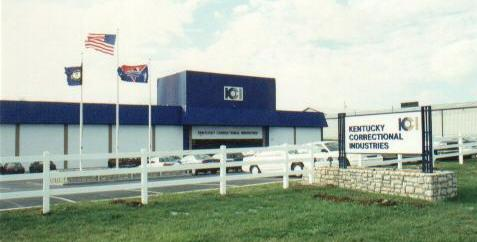 KCI
KENTUCKY CORRECTIONAL INDUSTRIES
KENTUCKY KCI
CORRECTIONAL
INDUSTRIES